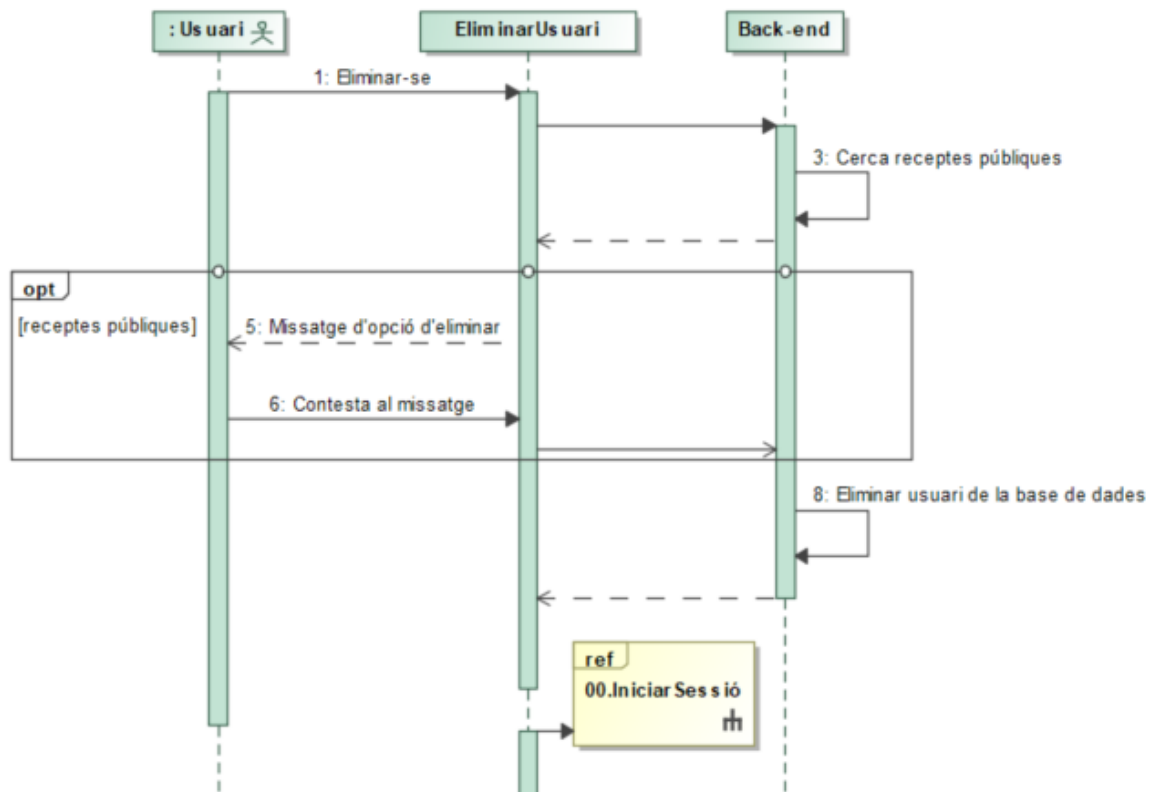 : Usuari
EliminarUsuari
Back-end
1: Eliminar-se
3: Cerca receptes públiques
opt
[receptes públiques]
5: Missatge d'opció d'eliminar
6: Contesta al missatge
8: Eliminar usuari de la base de dades
ref
00.IniciarSessió